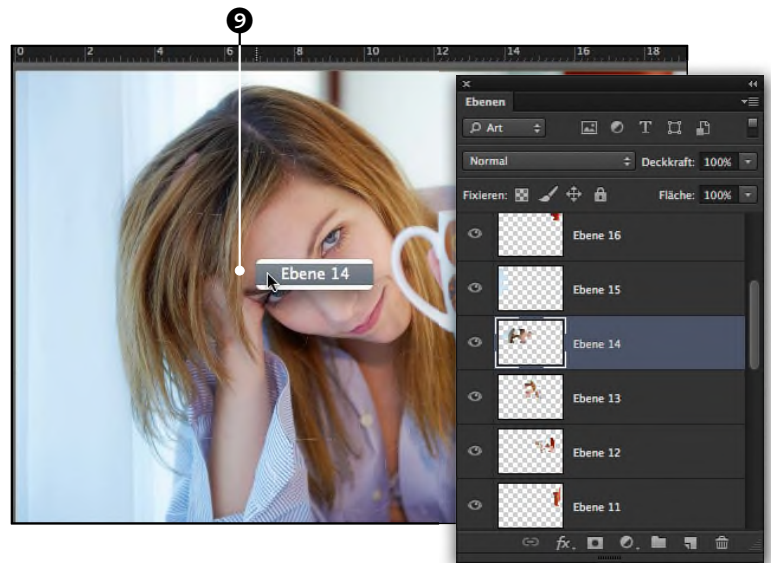 9
0 2 4 6 8 10 12 14 16 18
Ebenen
Art
T
Normal Deckkraft: 100%
Fixieren: Fläche: 100%
Ebene 16
Ebene 14
Ebene 15
Ebene 14
Ebene 13
Ebene 12
Ebene 11
fx